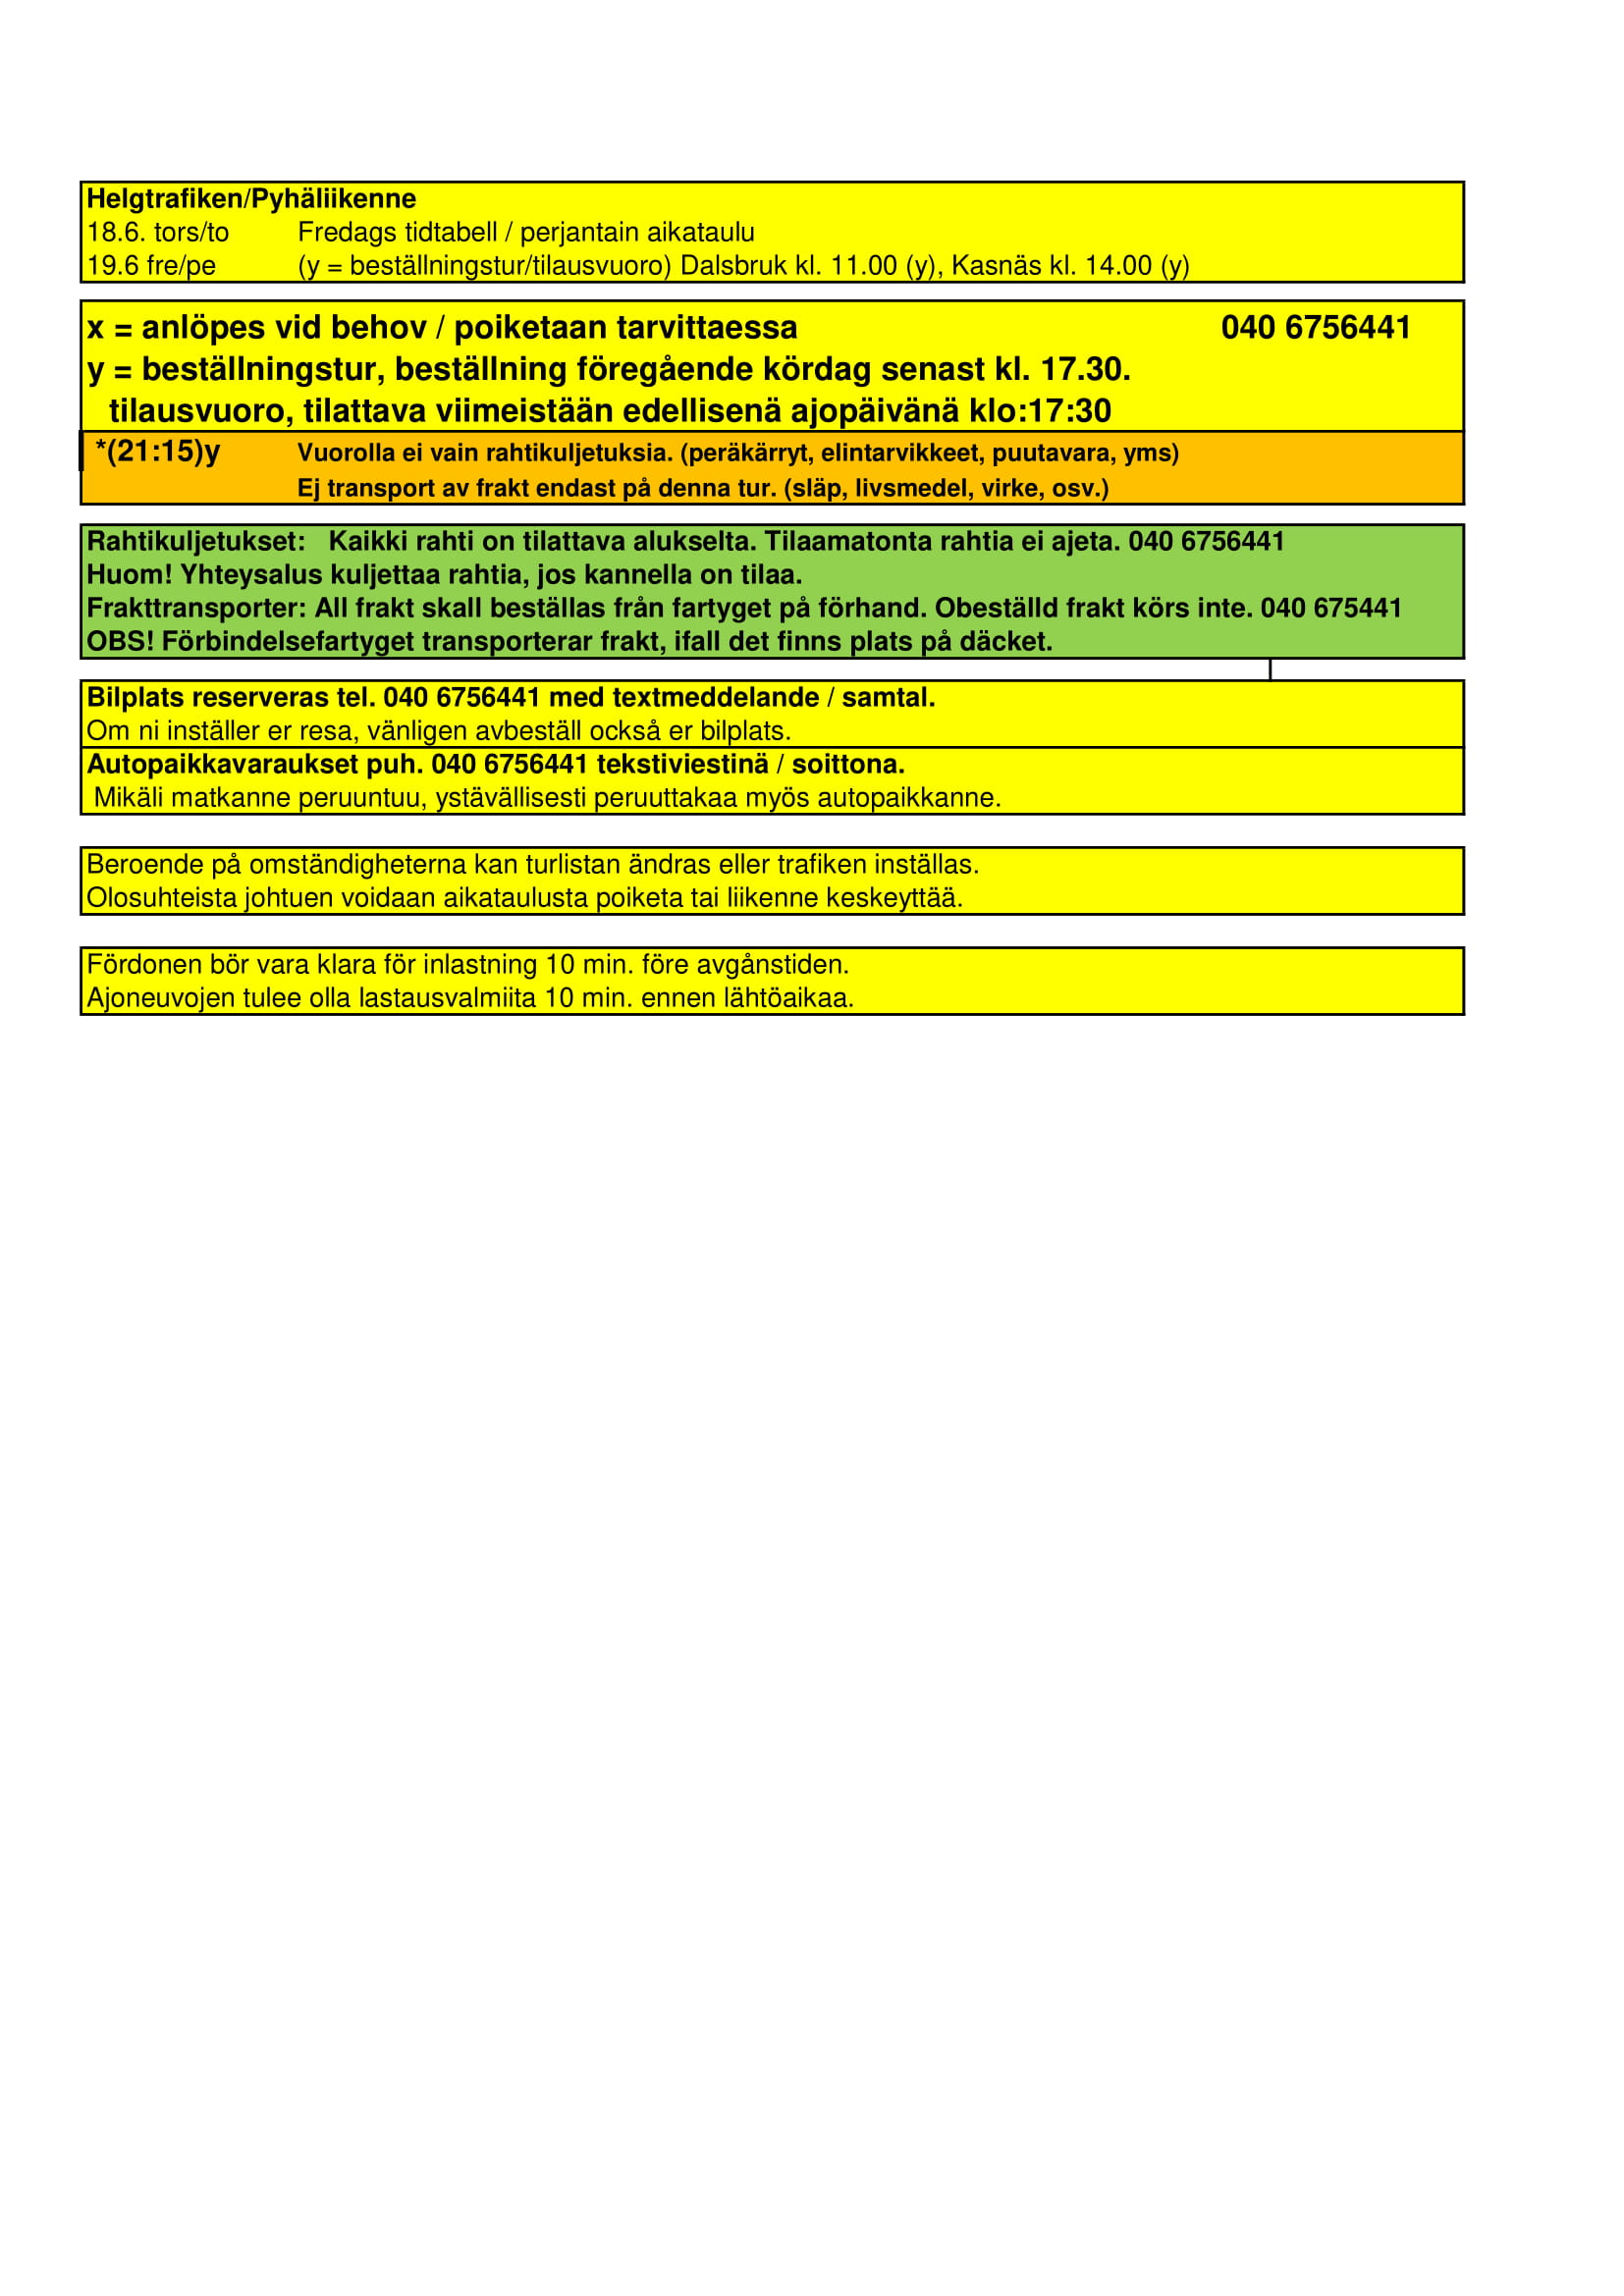 Helgtrafiken/Pyhäliikenne
18.6. tors/to Fredags tidtabell / perjantain aikataulu
19.6 fre/pe (y = beställningstur/tilausvuoro) Dalsbruk kl. 11.00 (y), Kasnäs kl. 14.00 (y)
x = anlöpes vid behov / poiketaan tarvittaessa 040 6756441
y = beställningstur, beställning föregående kördag senast kl. 17.30.
tilausvuoro, tilattava viimeistään edellisenä ajopäivänä klo:17:30
*(21:15)y Vuorolla ei vain rahtikuljetuksia. (peräkärryt, elintarvikkeet, puutavara, yms)
Ej transport av frakt endast på denna tur. (släp, livsmedel, virke, osv.)
Rahtikuljetukset: Kaikki rahti on tilattava alukselta. Tilaamatonta rahtia ei ajeta. 040 6756441
Huom! Yhteysalus kuljettaa rahtia, jos kannella on tilaa.
Frakttransporter: All frakt skall beställas från fartyget på förhand. Obeställd frakt körs inte. 040 675441
OBS! Förbindelsefartyget transporterar frakt, ifall det finns plats på däcket.
Bilplats reserveras tel. 040 6756441 med textmeddelande / samtal.
Om ni inställer er resa, vänligen avbeställ också er bilplats.
Autopaikkavaraukset puh. 040 6756441 tekstiviestinä / soittona.
Mikäli matkanne peruuntuu, ystävällisesti peruuttakaa myös autopaikkanne.
Beroende på omständigheterna kan turlistan ändras eller trafiken inställas.
Olosuhteista johtuen voidaan aikataulusta poiketa tai liikenne keskeyttää.
Fördonen bör vara klara för inlastning 10 min. före avgånstiden.
Ajoneuvojen tulee olla lastausvalmiita 10 min. ennen lähtöaikaa.